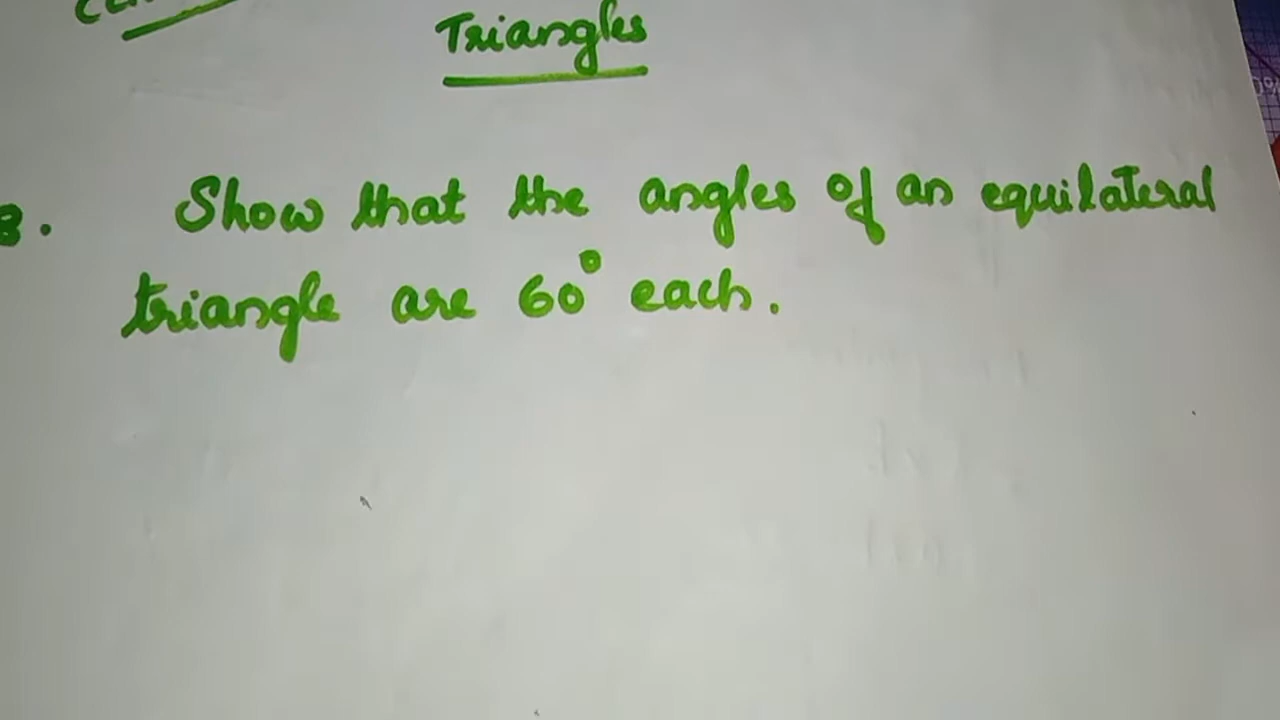 Triangles
8. Show that the angles of an equilateral
triangle are 60° each.